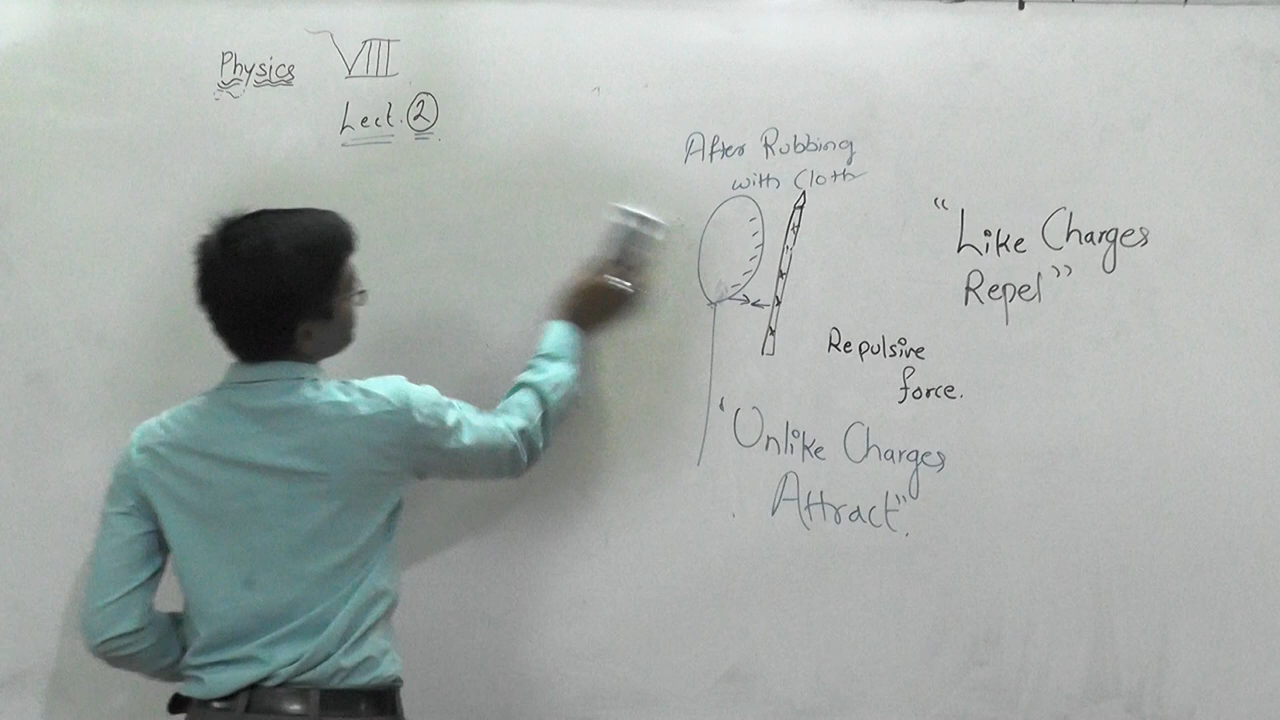 Physics VIII
Lect. 2
After Rubbing
with Cloth
"Like Charges
Repel"
Repulsive
force.
"Unlike Charges
Attract".